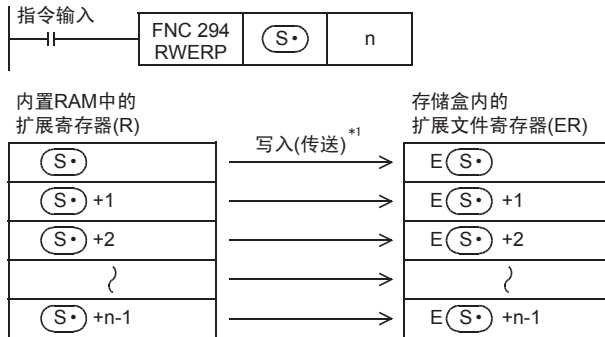 指令输入
FNC 294
RWERP
S•
n
内置RAM中的
扩展寄存器(R)
存储盒内的
扩展文件寄存器(ER)
写入(传送)*1
S•
E S•
S• +1
E S• +1
S• +2
E S• +2
S• +n-1
E S• +n-1